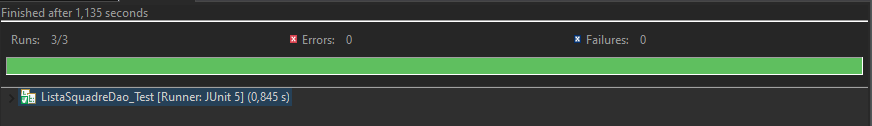 Finished after 1,135 seconds
Runs: 3/3 Errors: 0 Failures: 0
ListaSquadreDao_Test [Runner: JUnit 5] (0,845 s)